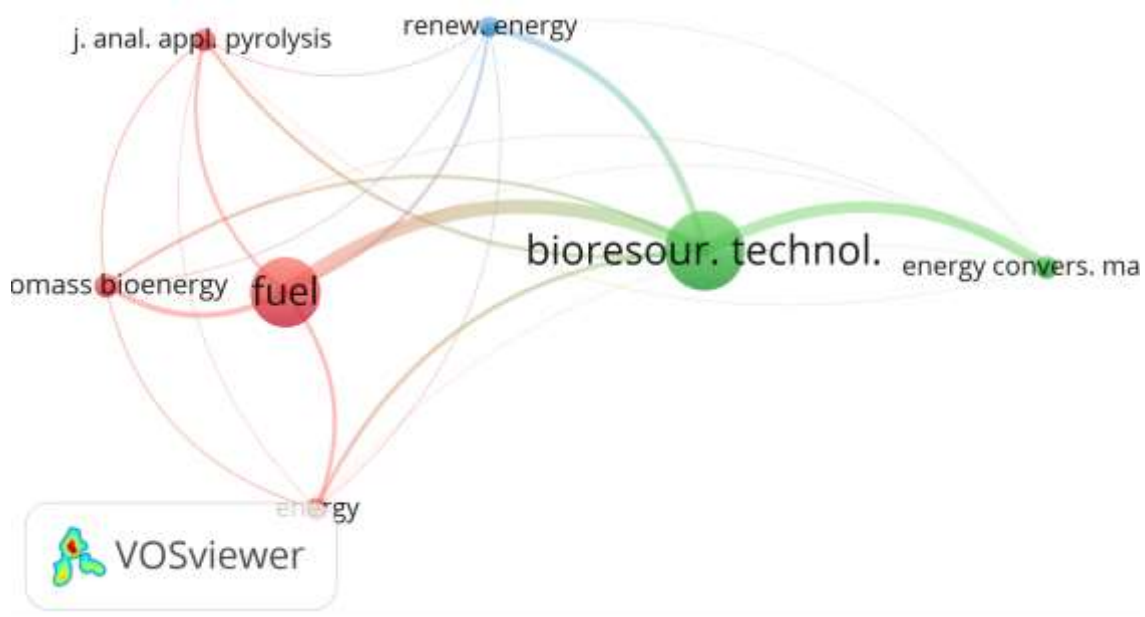 j. anal. appl. pyrolysis
renew. energy
bioresour. technol.
energy convers. ma
omass bioenergy
fuel
energy
VOSviewer